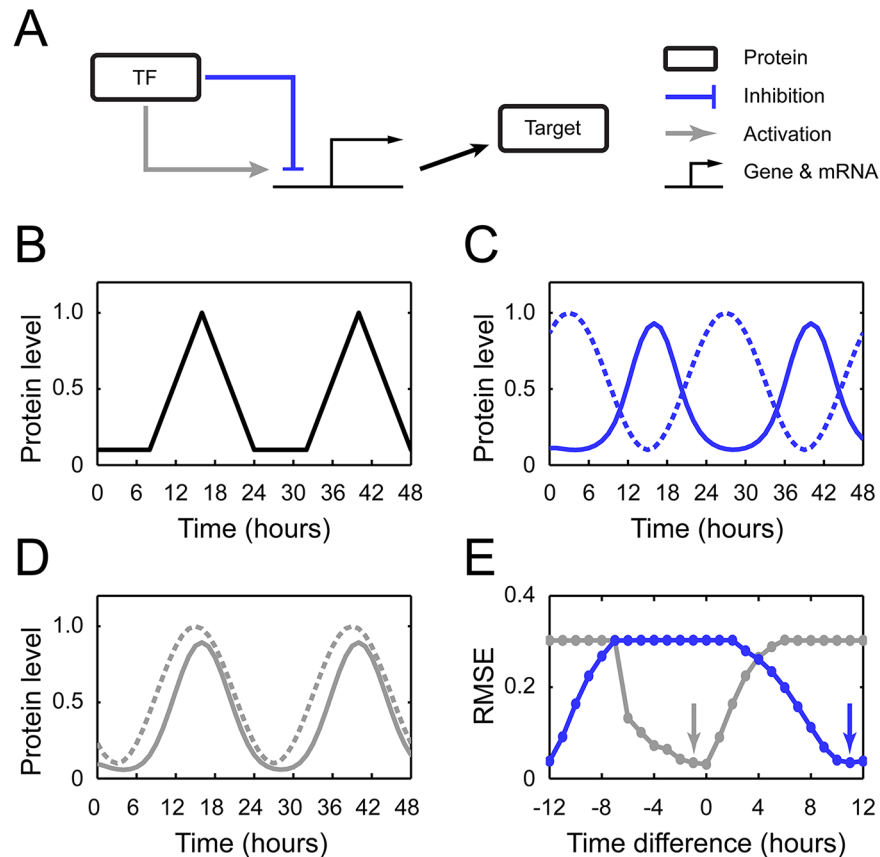 A
TF
Target
Protein
Inhibition
Activation
Gene & mRNA
B
Protein level
1.0
0.5
0
0 6 12 18 24 30 36 42 48
Time (hours)
C
Protein level
1.0
0.5
0
0 6 12 18 24 30 36 42 48
Time (hours)
D
Protein level
1.0
0.5
0
0 6 12 18 24 30 36 42 48
Time (hours)
E
RMSE
0.4
0.2
0
-12 -8 -4 0 4 8 12
Time difference (hours)